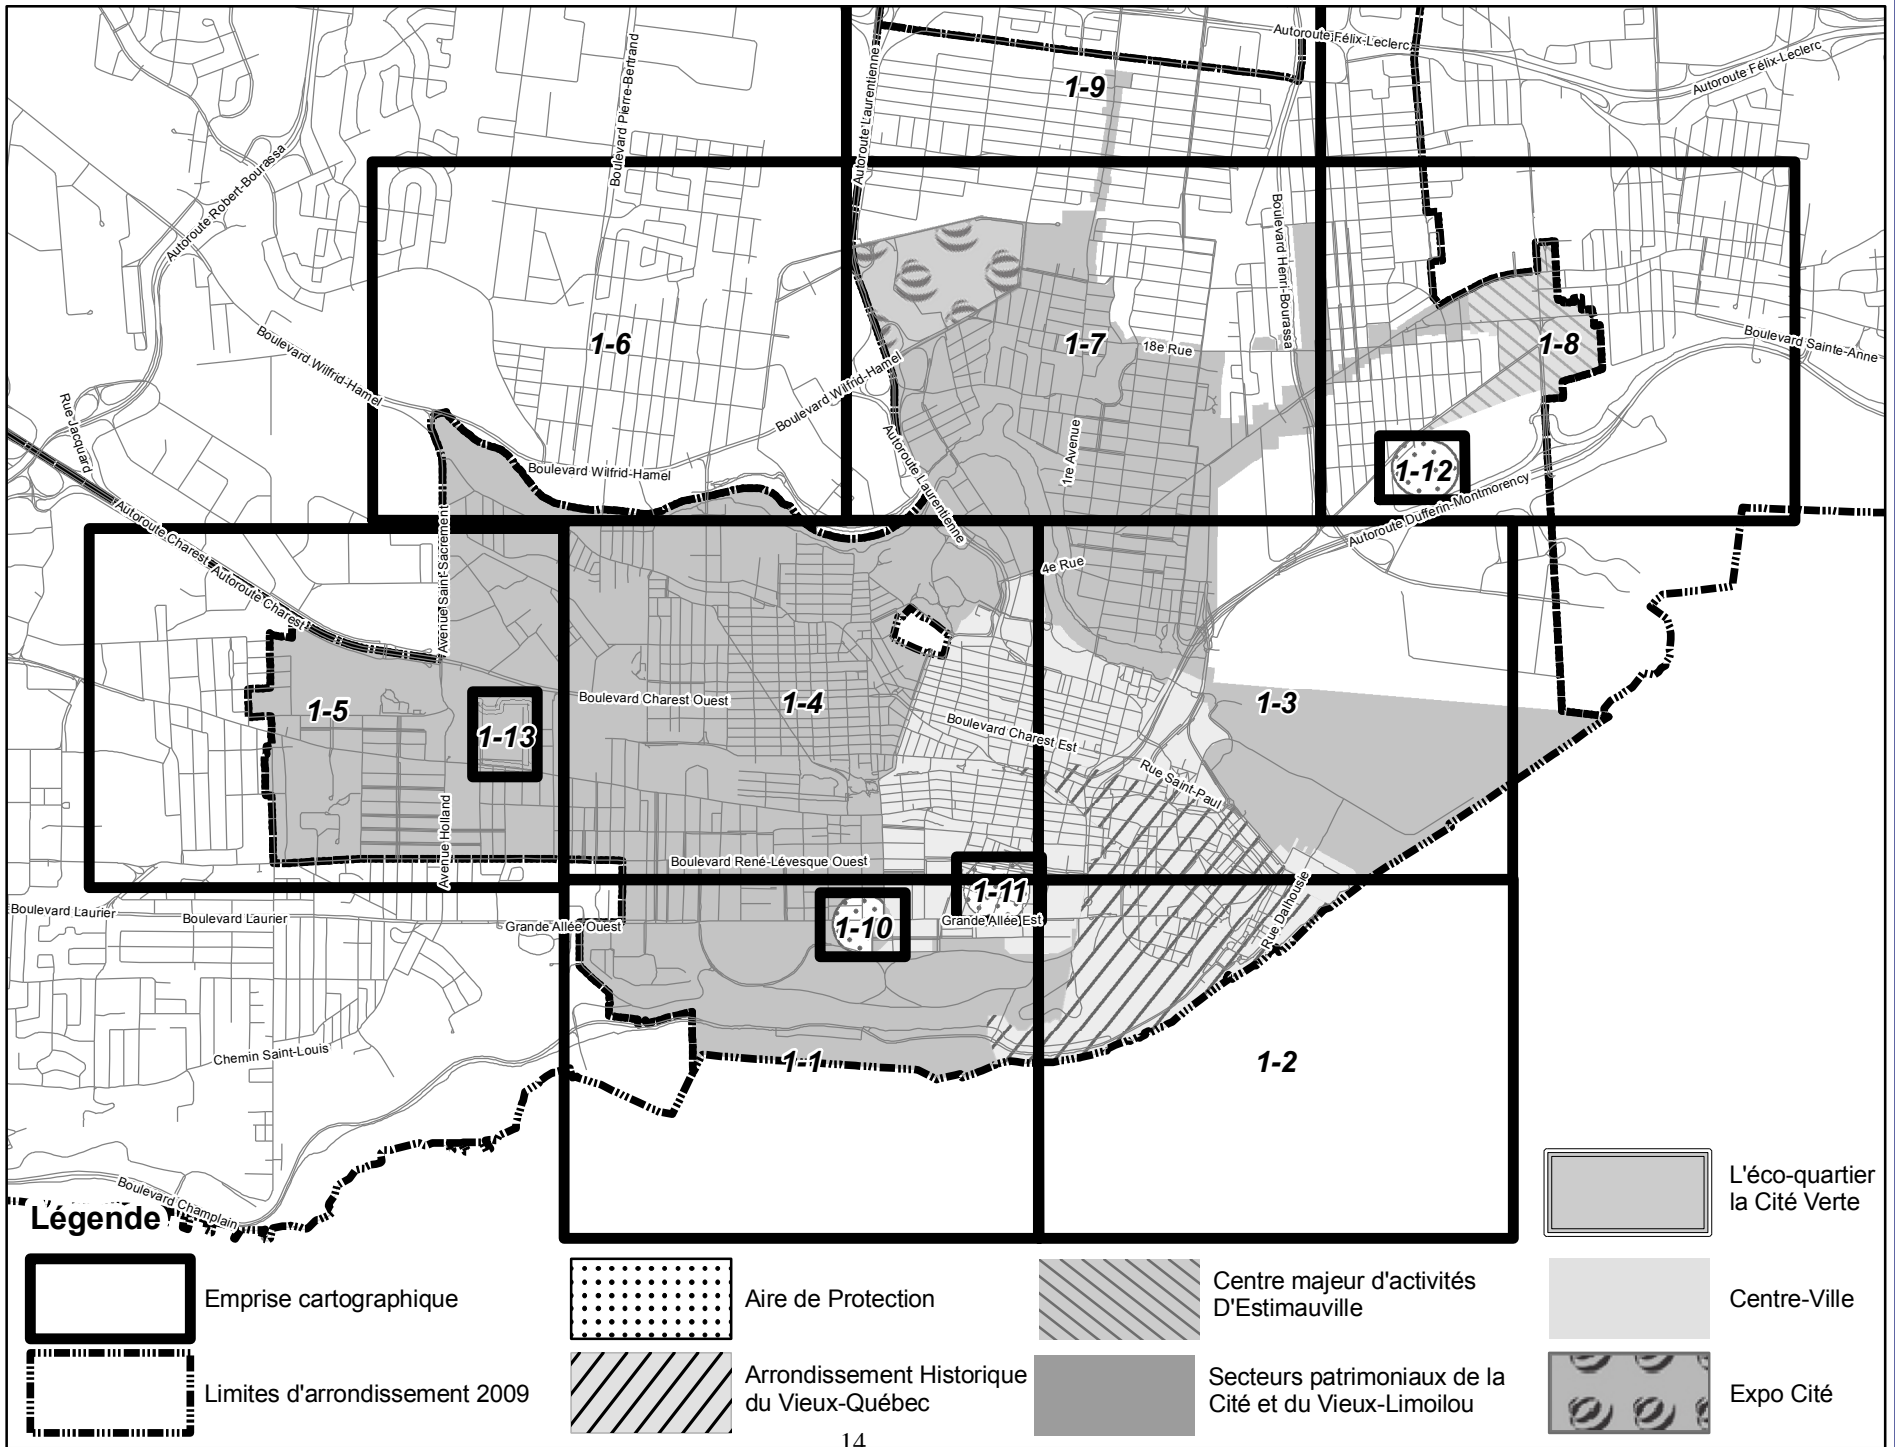 Autoroute Félix-Leclerc
Autoroute Félix-Leclerc
Autoroute Laurentienne
Boulevard Pierre-Bertrand
1-9
Autoroute Robert-Bourassa
Boulevard Henri-Bourassa
Boulevard Wilfrid-Hamel
1-6
1-7
18e Rue
1-8
Boulevard Sainte-Anne
Boulevard Wilfrid-Hamel
Rue Jacquard
Boulevard Wilfrid-Hamel
Autoroute Laurentienne
1re Avenue
1-12
Autoroute Dufferin-Montmorency
Autoroute Charest
Autoroute Charest
Avenue Saint-Sacrement
4e Rue
1-5
1-13
Boulevard Charest Ouest
1-4
Boulevard Charest Est
1-3
Rue Saint-Paul
Avenue Holland
Boulevard René-Lévesque Ouest
1-11
1-10
Grande Allée Est
Rue Dalhousie
Boulevard Laurier
Boulevard Laurier
Grande Allée Ouest
Chemin Saint-Louis
1-1
1-2
Boulevard Champlain
Légende
L'éco-quartier
la Cité Verte
Emprise cartographique
Aire de Protection
Centre majeur d'activités
D'Estimauville
Centre-Ville
Limites d'arrondissement 2009
Arrondissement Historique
du Vieux-Québec
Secteurs patrimoniaux de la
Cité et du Vieux-Limoilou
Expo Cité
14